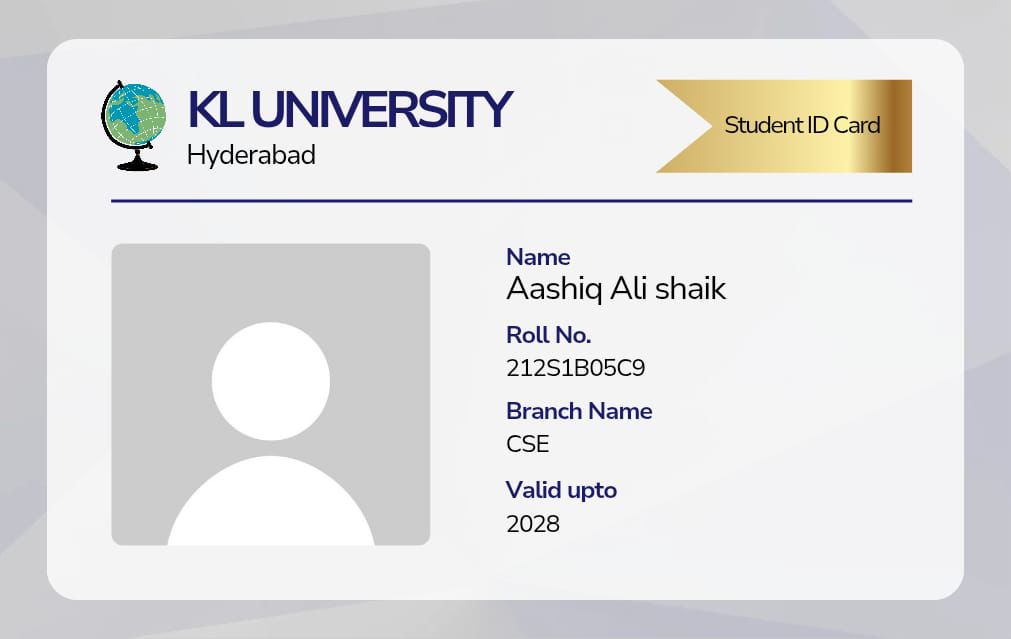 KL UNIVERSITY
Hyderabad
Student ID Card
Name
Aashiq Ali shaik
Roll No.
212S1B05C9
Branch Name
CSE
Valid upto
2028